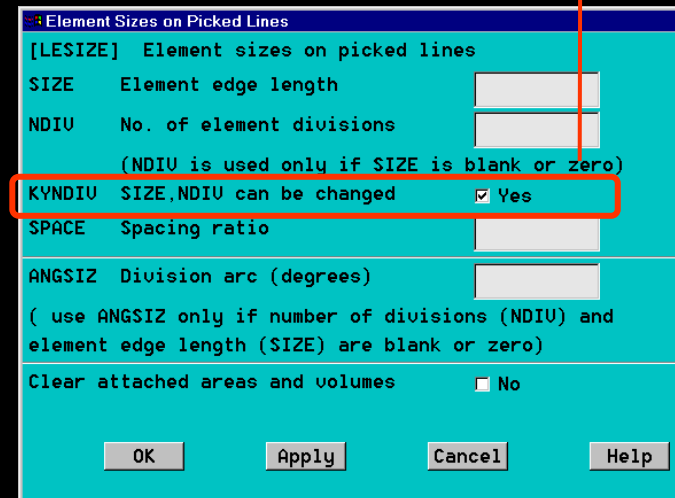 Element Sizes on Picked Lines
[LESIZE] Element sizes on picked lines
SIZE Element edge length
NDIV No. of element divisions
(NDIV is used only if SIZE is blank or zero)
KYNDIV SIZE,NDIV can be changed Yes
SPACE Spacing ratio
ANGSIZ Division arc (degrees)
( use ANGSIZ only if number of divisions (NDIV) and
element edge length (SIZE) are blank or zero)
Clear attached areas and volumes No
OK Apply Cancel Help